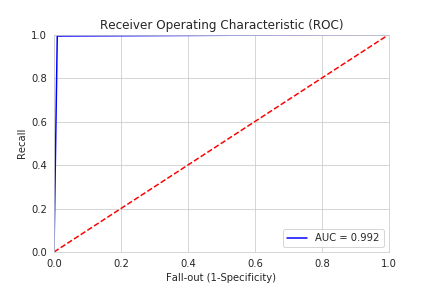 Receiver Operating Characteristic (ROC)
1.0
0.8
0.6
0.4
0.2
0.0
Recall
0.0 0.2 0.4 0.6 0.8 1.0
Fall-out (1-Specificity)
AUC = 0.992